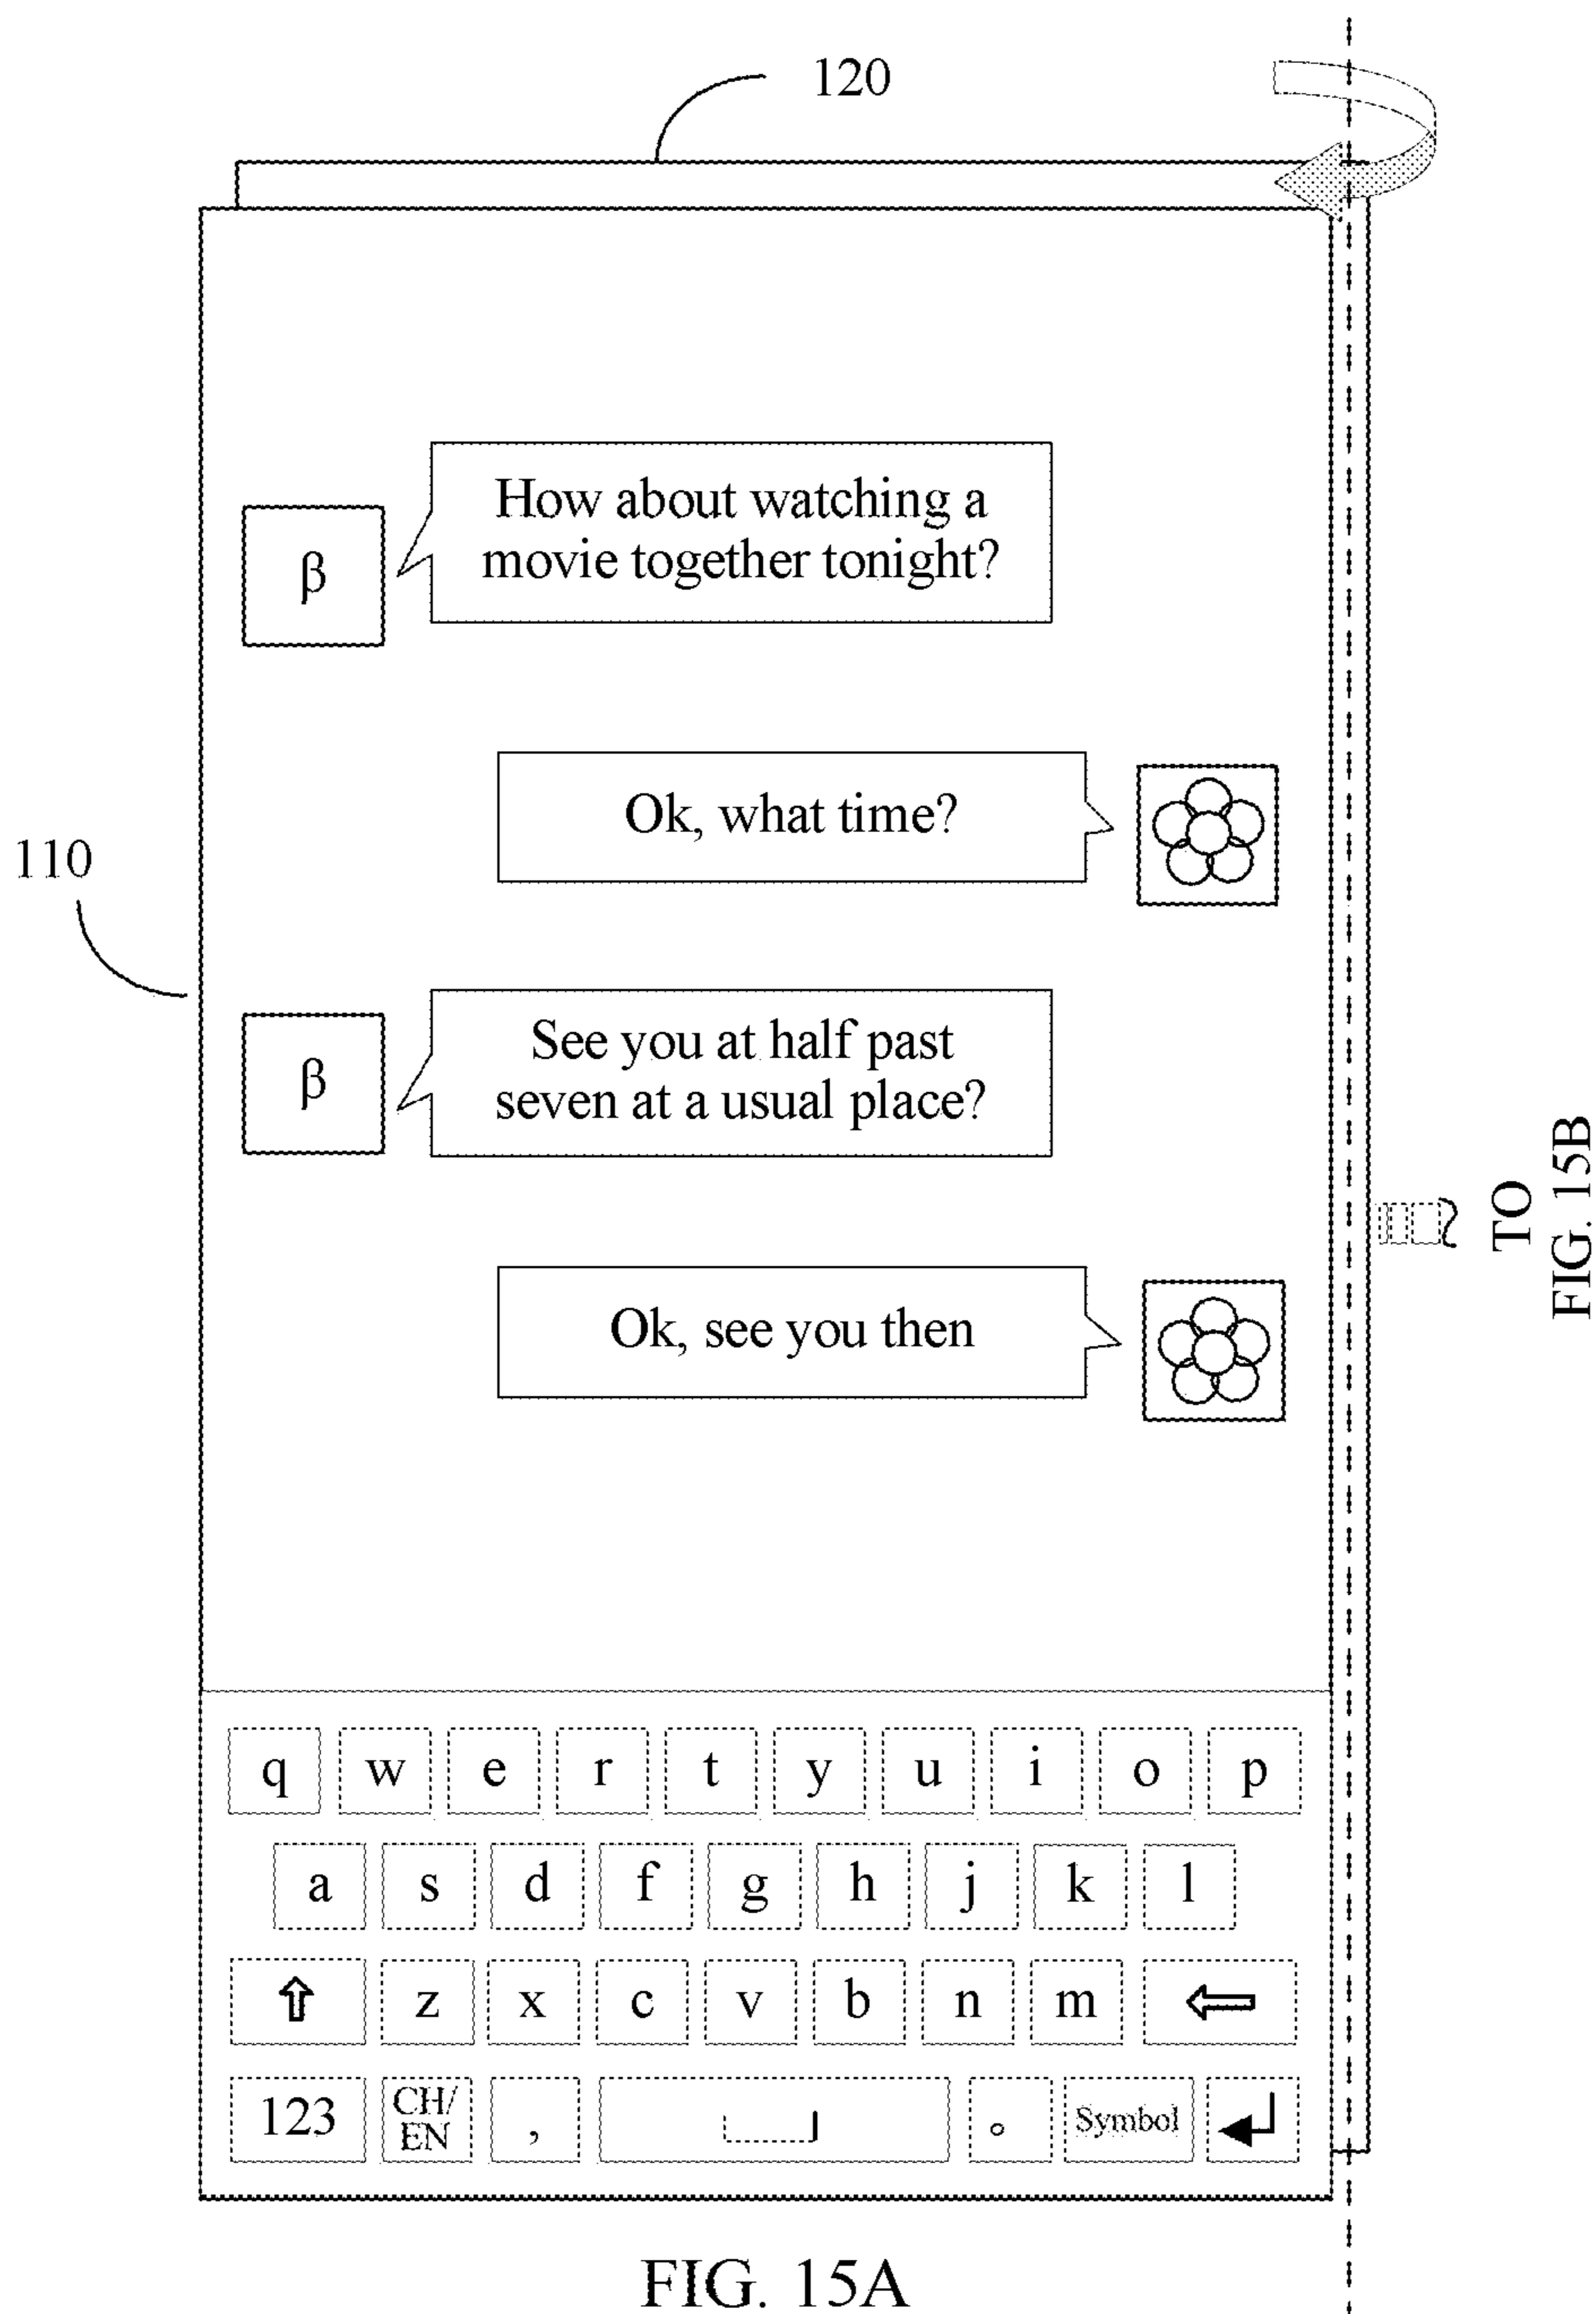 120
How about watching a
movie together tonight?
β
Ok, what time?
110
See you at half past
seven at a usual place?
β
TO
FIG. 15B
Ok, see you then
q w e r t y u i o p
a s d f g h j k l
z x c v b n m
123 CH/ , 。 Symbol
EN
FIG. 15A